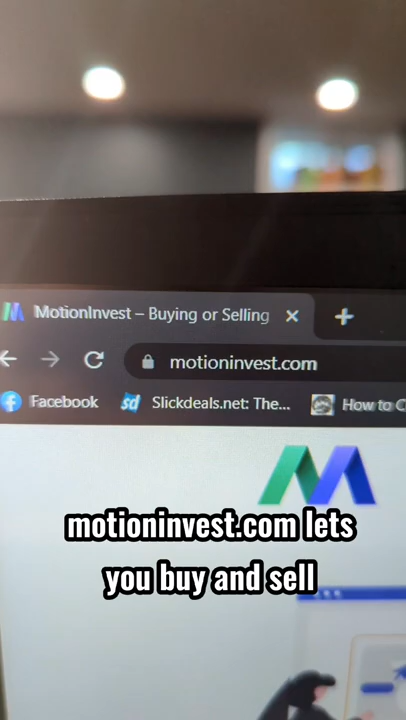 MotionInvest – Buying or Selling
motioninvest.com
Facebook
sd Slickdeals.net: The...
How to C
motioninvest.com lets
you buy and sell